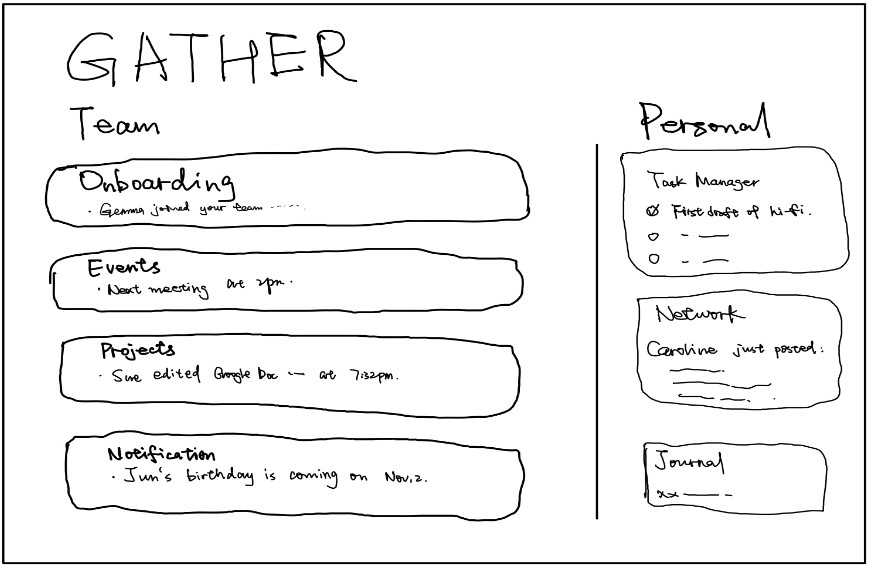 GATHER
Team
Onboarding
· Gemma joined your team ------.
Events
· Next meeting at 2pm.
Projects
· Sue edited Google Doc -- at 7:32pm.
Notification
· Jun's birthday is coming on Nov.2.
Personal
Task Manager
First draft of hi-fi.
Network
Caroline just posted:
Journal
xx